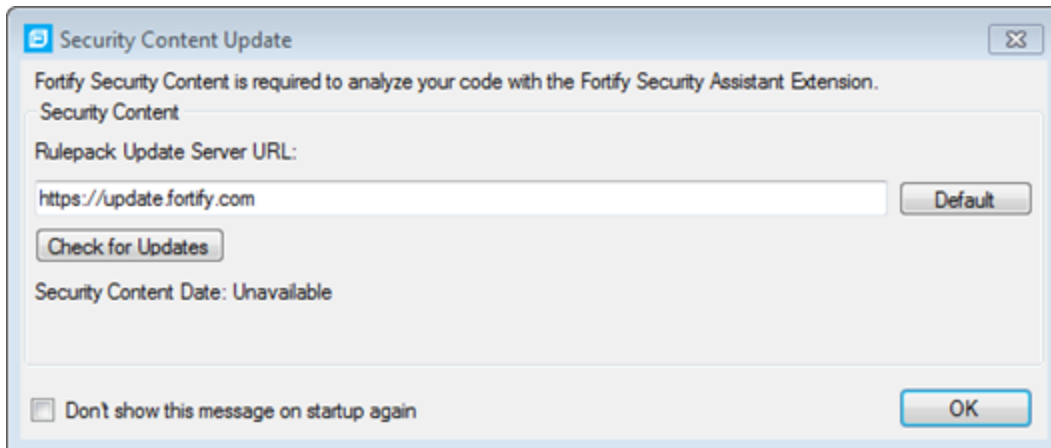 Security Content Update
Fortify Security Content is required to analyze your code with the Fortify Security Assistant Extension.
Security Content
Rulepack Update Server URL:
https://update.fortify.com
Default
Check for Updates
Security Content Date: Unavailable
Don't show this message on startup again
OK